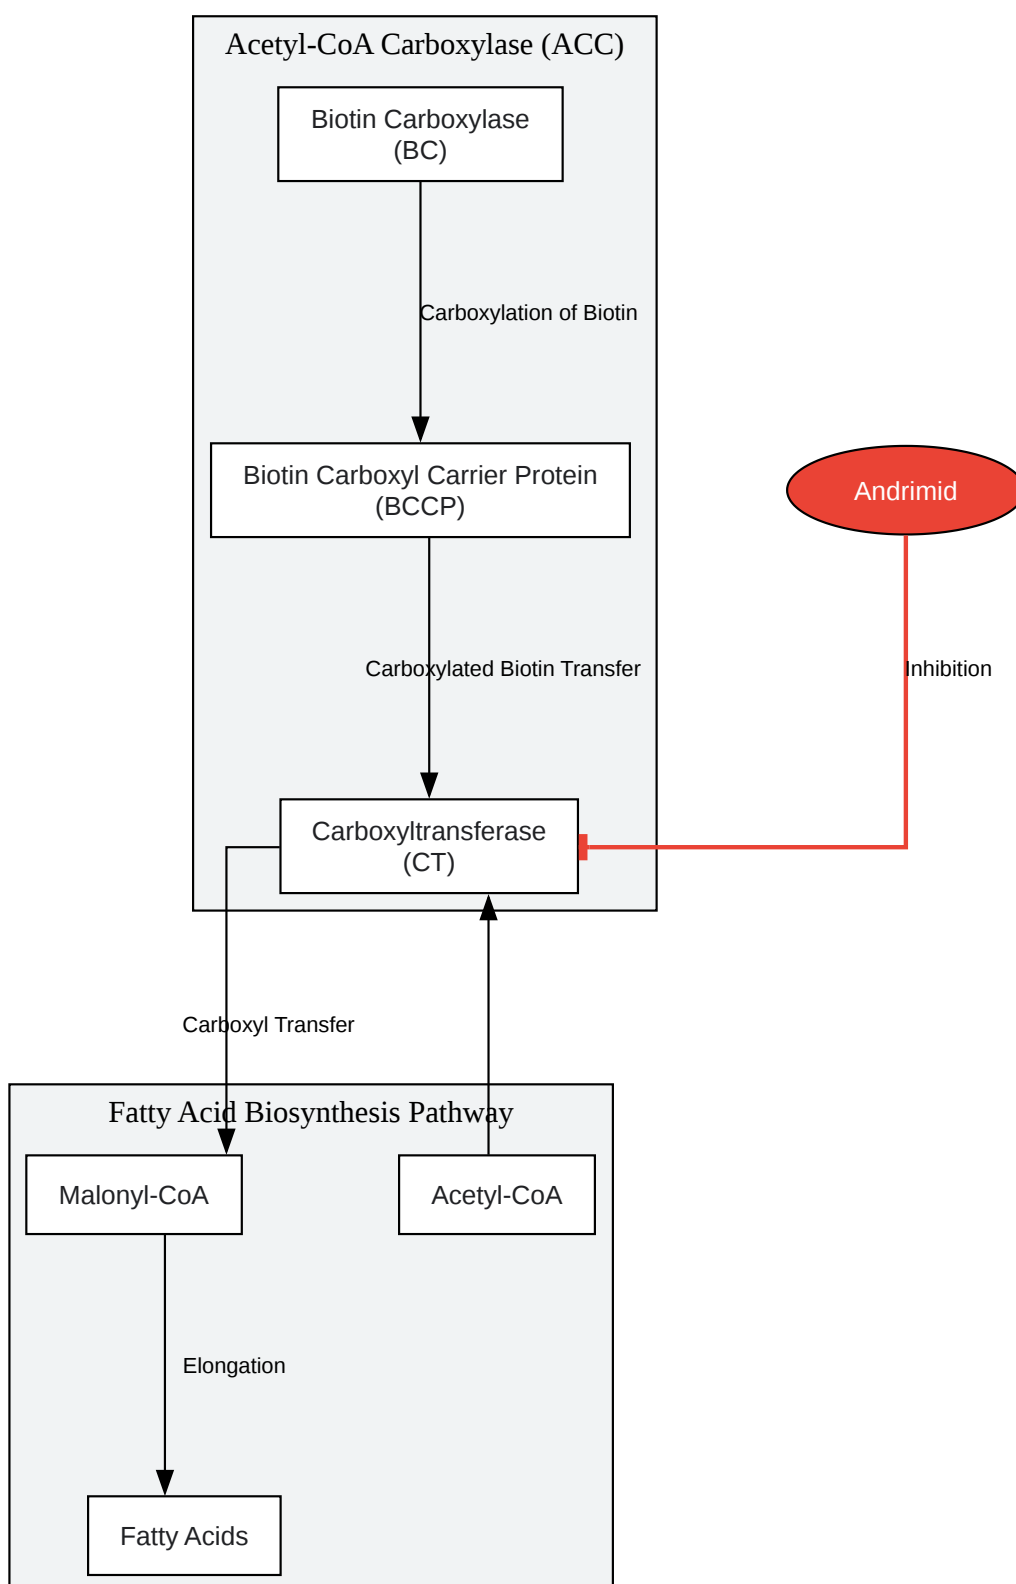 Acetyl-CoA Carboxylase (ACC)
Biotin Carboxylase
(BC)
Carboxylation of Biotin
Biotin Carboxyl Carrier Protein
(BCCP)
Andrimid
Carboxylated Biotin Transfer
Inhibition
Carboxyltransferase
(CT)
Carboxyl Transfer
Fatty Acid Biosynthesis Pathway
Malonyl-CoA
Acetyl-CoA
Elongation
Fatty Acids